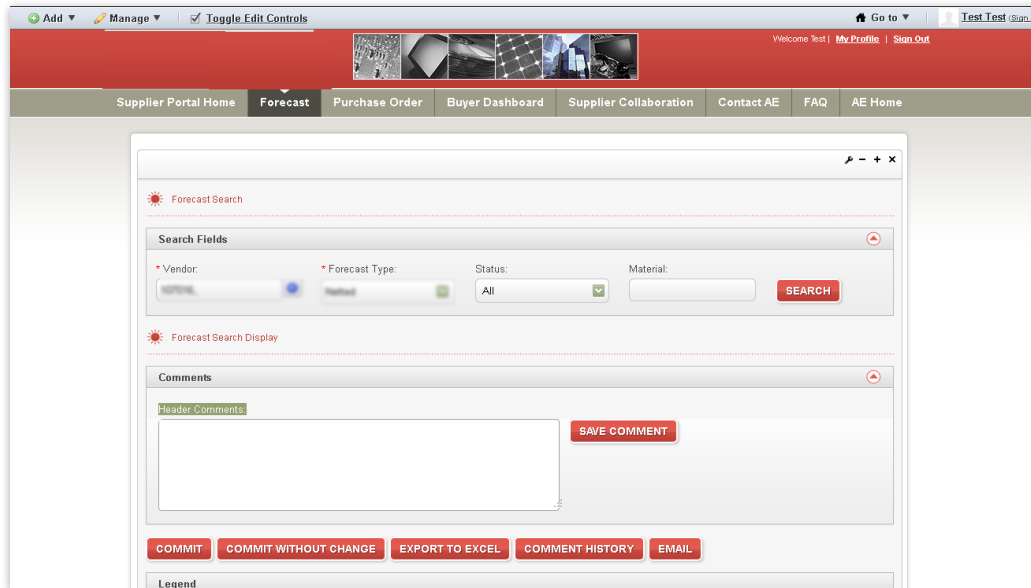 Add Manage Toggle Edit Controls Go to Test Test (Sign
Welcome Test | My Profile | Sign Out
Supplier Portal Home Forecast Purchase Order Buyer Dashboard Supplier Collaboration Contact AE FAQ AE Home
Forecast Search
Search Fields
* Vendor: * Forecast Type: Status: Material:
All SEARCH
Forecast Search Display
Comments
Header Comments:
SAVE COMMENT
COMMIT COMMIT WITHOUT CHANGE EXPORT TO EXCEL COMMENT HISTORY EMAIL
Legend